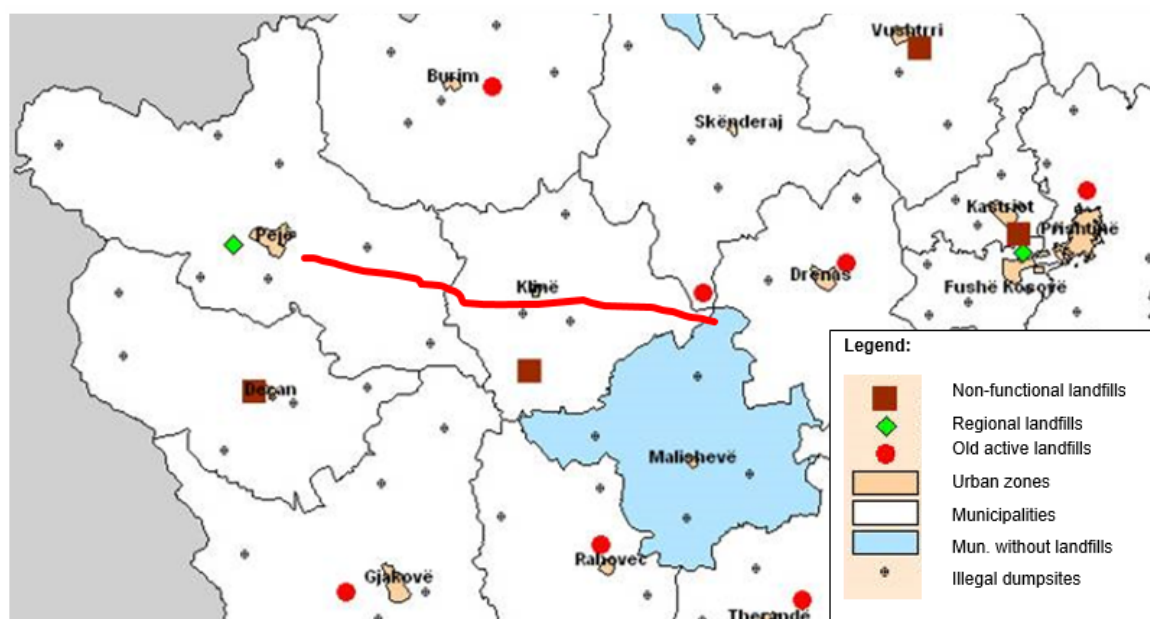 Vushtrri
Burim
Skënderaj
Kastriot
Prishtinë
Pejë
Drenas
Klinë
Fushë Kosovë
Deçan
Malishevë
Rahovec
Gjakovë
Therandë
Legend:
Non-functional landfills
Regional landfills
Old active landfills
Urban zones
Municipalities
Mun. without landfills
Illegal dumpsites